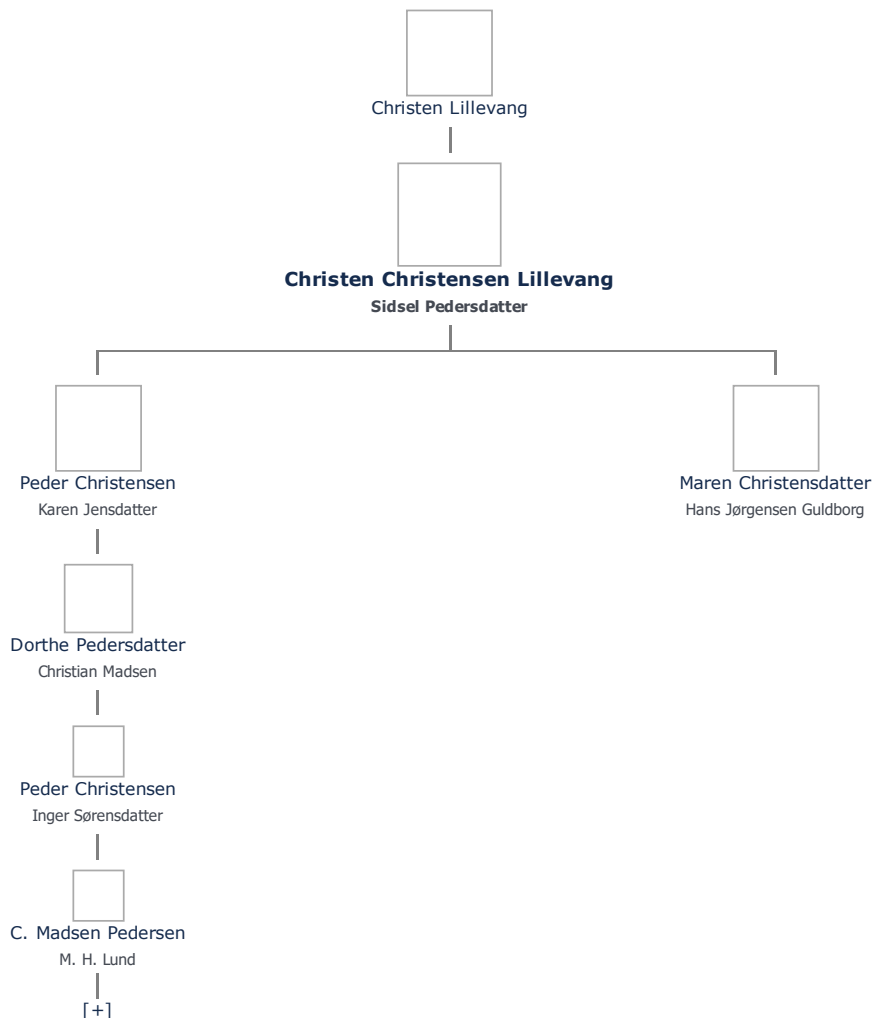 Christen Lillevang
Christen Christensen Lillevang
Sidsel Pedersdatter
Peder Christensen
Karen Jensdatter
Maren Christensdatter
Hans Jørgensen Guldborg
Dorthe Pedersdatter
Christian Madsen
Peder Christensen
Inger Sørensdatter
C. Madsen Pedersen
M. H. Lund
[+]